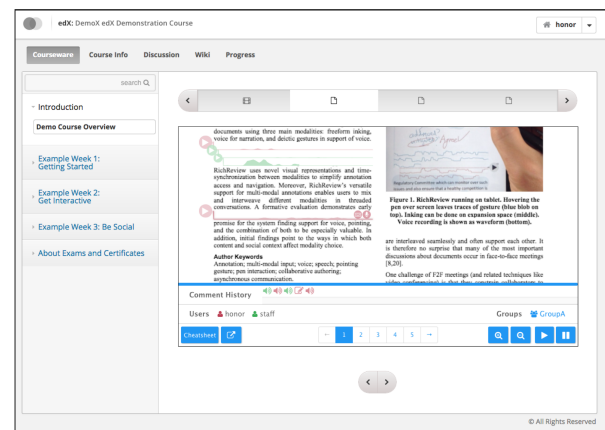 edX: DemoX edX Demonstration Course
honor
Courseware
Course Info
Discussion
Wiki
Progress
search
Introduction
Demo Course Overview
Example Week 1:
Getting Started
Example Week 2:
Get Interactive
Example Week 3: Be Social
About Exams and Certificates
documents using three main modalities: freeform inking,
voice for narration, and deictic gestures in support of voice.
RichReview uses novel visual representations and time-
synchronization between modalities to simplify annotation
access and navigation. Moreover, RichReview's versatile
support for multi-modal annotations enables users to mix
and interweave different modalities in threaded
conversations. A formative evaluation demonstrates early
promise for the system finding support for voice, pointing,
and the combination of both to be especially valuable. In
addition, initial findings point to the ways in which both
content and social context affect modality choice.
Author Keywords
Annotation; multi-modal input; voice; speech; pointing
gesture; pen interaction; collaborative authoring;
asynchronous communication.
Regulatory Committee which can monitor over such
Figure 1. RichReview running on tablet. Hovering the
pen over screen leaves traces of gesture (blue blob on
top). Inking can be done on expansion space (middle).
Voice recording is shown as waveform (bottom).
are interleaved seamlessly and often support each other. It
is therefore no surprise that many of the most important
discussions about documents occur in face-to-face meetings
[8,20].
One challenge of F2F meetings (and related techniques like
Comment History
Users honor staff
Groups GroupA
Cheatsheet
1 2 3 4 5
© All Rights Reserved